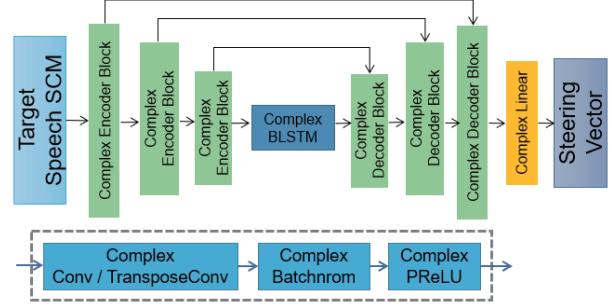 Target
Speech SCM
Complex Encoder Block
Complex
Encoder Block
Complex
Encoder Block
Complex
BLSTM
Complex
Decoder Block
Complex
Decoder Block
Complex Decoder Block
Complex Linear
Steering
Vector
Complex
Conv / TransposeConv
Complex
Batchnrom
Complex
PReLU